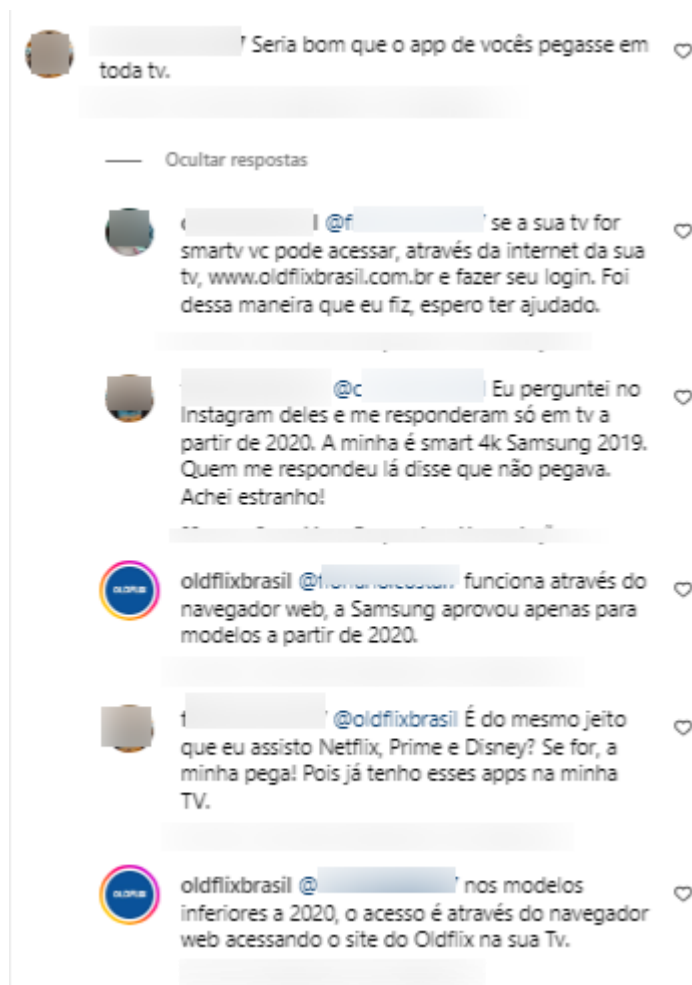 Seria bom que o app de vocês pegasse em
toda tv.
Ocultar respostas
se a sua tv for
smartv vc pode acessar, através da internet da sua
tv, www.oldflixbrasil.com.br e fazer seu login. Foi
dessa maneira que eu fiz, espero ter ajudado.
Eu perguntei no
Instagram deles e me responderam só em tv a
partir de 2020. A minha é smart 4k Samsung 2019.
Quem me respondeu lá disse que não pegava.
Achei estranho!
oldflixbrasil funciona através do
navegador web, a Samsung aprovou apenas para
modelos a partir de 2020.
@oldflixbrasil É do mesmo jeito
que eu assisto Netflix, Prime e Disney? Se for, a
minha pega! Pois já tenho esses apps na minha
TV.
oldflixbrasil @ nos modelos
inferiores a 2020, o acesso é através do navegador
web acessando o site do Oldflix na sua Tv.